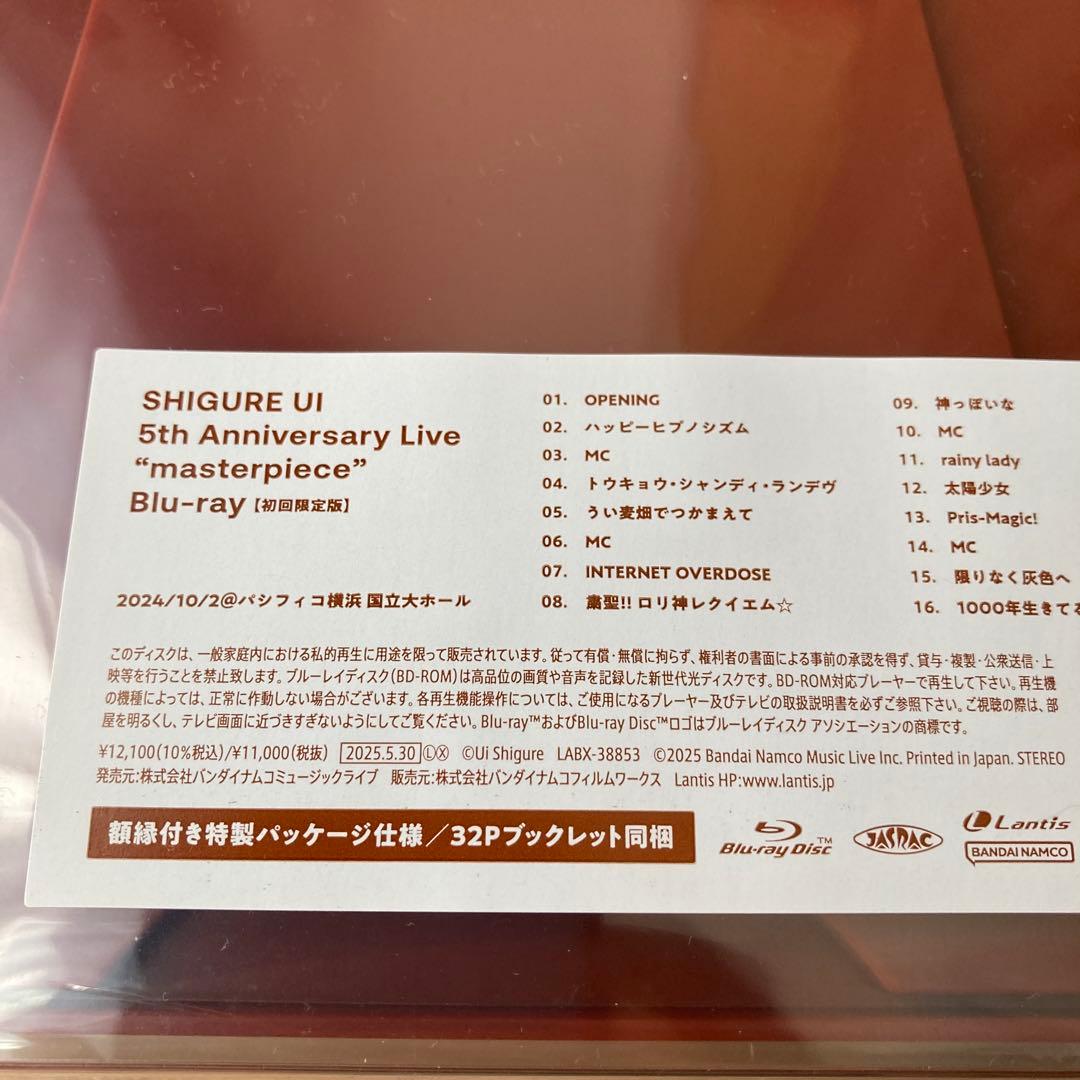 SHIGURE UI
5th Anniversary Live
“masterpiece”
Blu-ray【初回限定版】
2024/10/2@パシフィコ横浜 国立大ホール
01. OPENING
02. ハッピーヒプノシズム
03. MC
04. トウキョウ・シャンディ・ランデヴ
05. うい麦畑でつかまえて
06. MC
07. INTERNET OVERDOSE
08. 粛聖!! ロリ神レクイエム☆
09. 神っぽいな
10. MC
11. rainy lady
12. 太陽少女
13. Pris-Magic!
14. MC
15. 限りなく灰色へ
16. 1000年生きてる
このディスクは、一般家庭内における私的再生に用途を限って販売されています。従って有償・無償に拘らず、権利者の書面による事前の承認を得ず、貸与・複製・公衆送信・上
映等を行うことを禁止致します。ブルーレイディスク(BD-ROM)は高品位の画質や音声を記録した新世代光ディスクです。BD-ROM対応プレーヤーで再生して下さい。再生機
の機種によっては、正常に作動しない場合がございます。各再生機能操作については、ご使用になるプレーヤー及びテレビの取扱説明書を必ずご参照下さい。ご視聴の際は、部
屋を明るくし、テレビ画面に近づきすぎないようにしてご覧ください。Blu-ray™およびBlu-ray Disc™ロゴはブルーレイディスク アソシエーションの商標です。
¥12,100(10%税込)/¥11,000(税抜) 2025.5.30 ⓁⓍ ©Ui Shigure LABX-38853 ©2025 Bandai Namco Music Live Inc. Printed in Japan. STEREO
発売元:株式会社バンダイナムコミュージックライブ 販売元:株式会社バンダイナムコフィルムワークス Lantis HP:www.lantis.jp
額縁付き特製パッケージ仕様/32Pブックレット同梱
Blu-ray Disc™
JASRAC
Lantis
BANDAI NAMCO